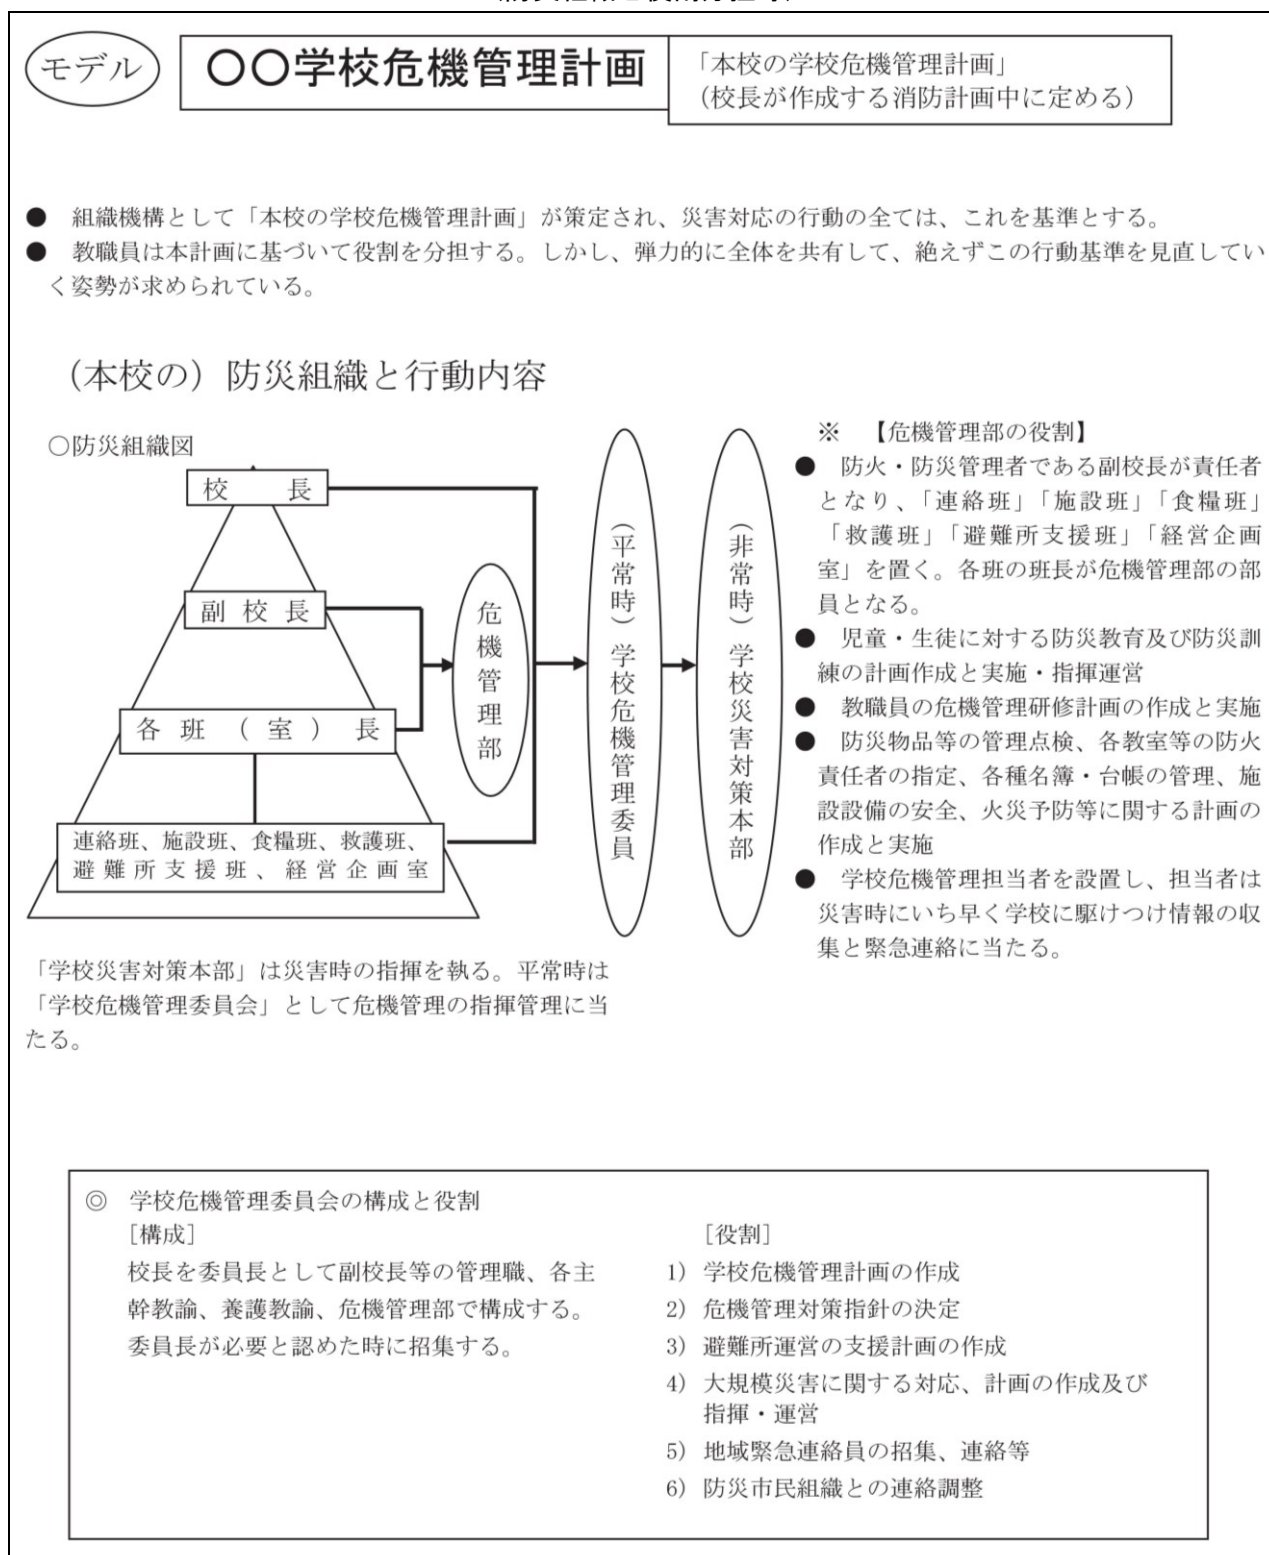 モデル
〇〇学校危機管理計画
「本校の学校危機管理計画」
（校長が作成する消防計画中に定める）
● 組織機構として「本校の学校危機管理計画」が策定され、災害対応の行動の全ては、これを基準とする。
● 教職員は本計画に基づいて役割を分担する。しかし、弾力的に全体を共有して、絶えずこの行動基準を見直してい
く姿勢が求められている。
（本校の）防災組織と行動内容
○防災組織図
校 長
副 校 長
各 班 （ 室 ） 長
連絡班、施設班、食糧班、救護班、
避難所支援班、経営企画室
危機管理部
（平常時）学校危機管理委員
（非常時）学校災害対策本部
「学校災害対策本部」は災害時の指揮を執る。平常時は
「学校危機管理委員会」として危機管理の指揮管理に当
たる。
※ 【危機管理部の役割】
● 防火・防災管理者である副校長が責任者
となり、「連絡班」「施設班」「食糧班」
「救護班」「避難所支援班」「経営企画
室」を置く。各班の班長が危機管理部の部
員となる。
● 児童・生徒に対する防災教育及び防災訓
練の計画作成と実施・指揮運営
● 教職員の危機管理研修計画の作成と実施
● 防災物品等の管理点検、各教室等の防火
責任者の指定、各種名簿・台帳の管理、施
設設備の安全、火災予防等に関する計画の
作成と実施
● 学校危機管理担当者を設置し、担当者は
災害時にいち早く学校に駆けつけ情報の収
集と緊急連絡に当たる。
◎ 学校危機管理委員会の構成と役割
［構成］
校長を委員長として副校長等の管理職、各主
幹教諭、養護教諭、危機管理部で構成する。
委員長が必要と認めた時に招集する。
［役割］
1) 学校危機管理計画の作成
2) 危機管理対策指針の決定
3) 避難所運営の支援計画の作成
4) 大規模災害に関する対応、計画の作成及び
指揮・運営
5) 地域緊急連絡員の招集、連絡等
6) 防災市民組織との連絡調整